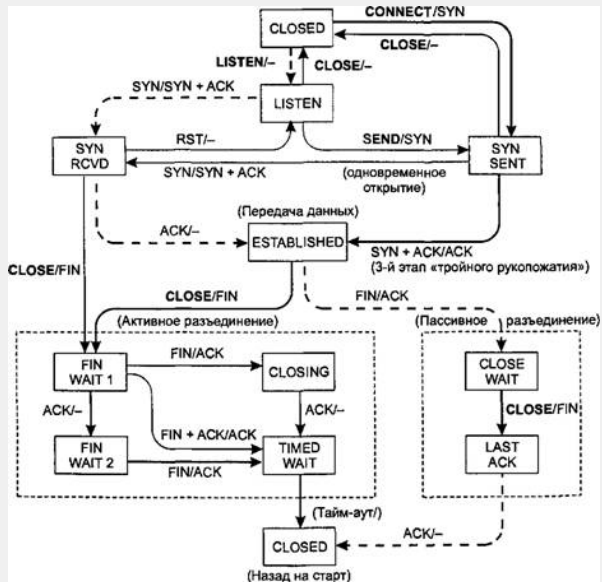 CONNECT/SYN
CLOSED
CLOSE/–
LISTEN/–
CLOSE/–
SYN/SYN + ACK
LISTEN
RST/–
SEND/SYN
SYN
RCVD
SYN
SENT
SYN/SYN + ACK
(одновременное
открытие)
(Передача данных)
ACK/–
ESTABLISHED
SYN + ACK/ACK
(3-й этап «тройного рукопожатия»)
CLOSE/FIN
CLOSE/FIN
FIN/ACK
(Активное разъединение)
(Пассивное разъединение)
FIN
WAIT 1
FIN/ACK
CLOSING
CLOSE
WAIT
ACK/–
FIN + ACK/ACK
ACK/–
CLOSE/FIN
FIN
WAIT 2
FIN/ACK
TIMED
WAIT
LAST
ACK
(Тайм-аут/)
CLOSED
ACK/–
(Назад на старт)